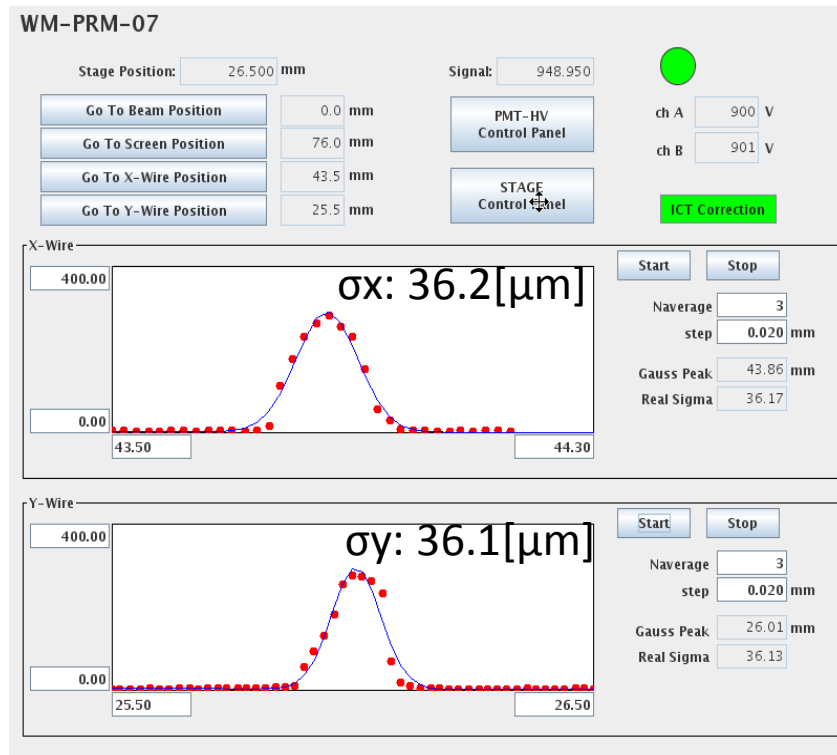 WM-PRM-07
Stage Position: 26.500 mm Signal: 948.950
Go To Beam Position 0.0 mm PMT-HV Control Panel ch A 900 V
Go To Screen Position 76.0 mm ch B 901 V
Go To X-Wire Position 43.5 mm STAGE Control Panel
Go To Y-Wire Position 25.5 mm ICT Correction
X-Wire
400.00 σx: 36.2[μm] Start Stop
Naverage 3
step 0.020 mm
Gauss Peak 43.86 mm
Real Sigma 36.17
0.00
43.50 44.30
Y-Wire
400.00 σy: 36.1[μm] Start Stop
Naverage 3
step 0.020 mm
Gauss Peak 26.01 mm
Real Sigma 36.13
0.00
25.50 26.50